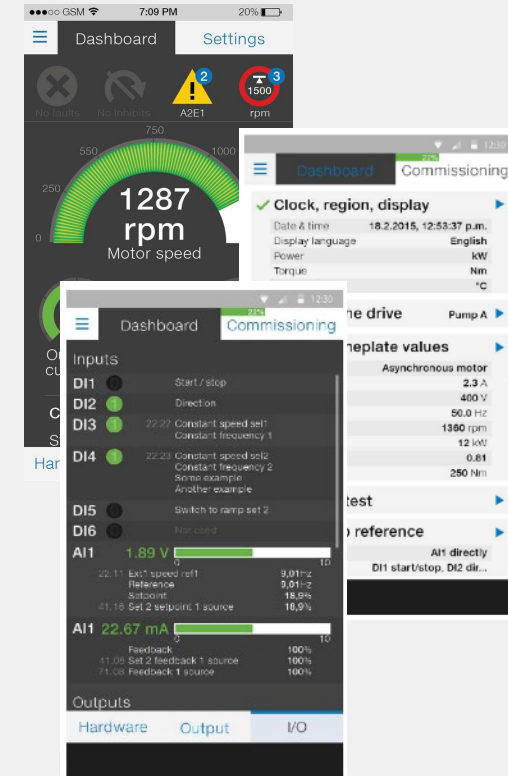 GSM 7:09 PM 20%
Dashboard Settings
2 3
1500
No faults No inhibits A2E1 rpm
750
550 1000
250
0
1287
rpm
Motor speed
Har
12:30
22%
Dashboard Commissioning
Clock, region, display
Date & time 18.2.2015, 12:53:37 p.m.
Display language English
Power kW
Torque Nm
°C
ne drive Pump A
neplate values
Asynchronous motor
2.3 A
400 V
50.0 Hz
1360 rpm
12 kW
0.81
250 Nm
test
reference
AI1 directly
DI1 start/stop, DI2 dir...
12:30
22%
Dashboard Commissioning
Inputs
DI1 0 Start / stop
DI2 1 Direction
DI3 1 22.22 Constant speed sel1
Constant frequency 1
DI4 1 22.23 Constant speed sel2
Constant frequency 2
Some example
Another example
DI5 0 Switch to ramp set 2
DI6 0 Not used
AI1 1.89 V
0 10
22.11 Ext1 speed ref1 9,01Hz
Reference 9,01Hz
Setpoint 18,9%
41.16 Set 2 setpoint 1 source 18,9%
AI1 22.67 mA
0 10
Feedback 100%
41.08 Set 2 feedback 1 source 100%
71.08 Feedback 1 source 100%
Outputs
Hardware Output I/O